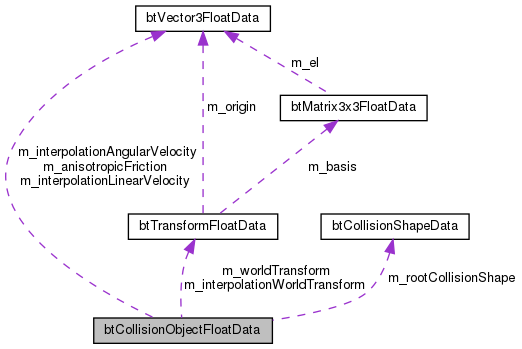 btVector3FloatData
m_el
btMatrix3x3FloatData
m_origin
m_interpolationAngularVelocity
m_anisotropicFriction
m_interpolationLinearVelocity
m_basis
btTransformFloatData
btCollisionShapeData
m_worldTransform
m_interpolationWorldTransform
m_rootCollisionShape
btCollisionObjectFloatData